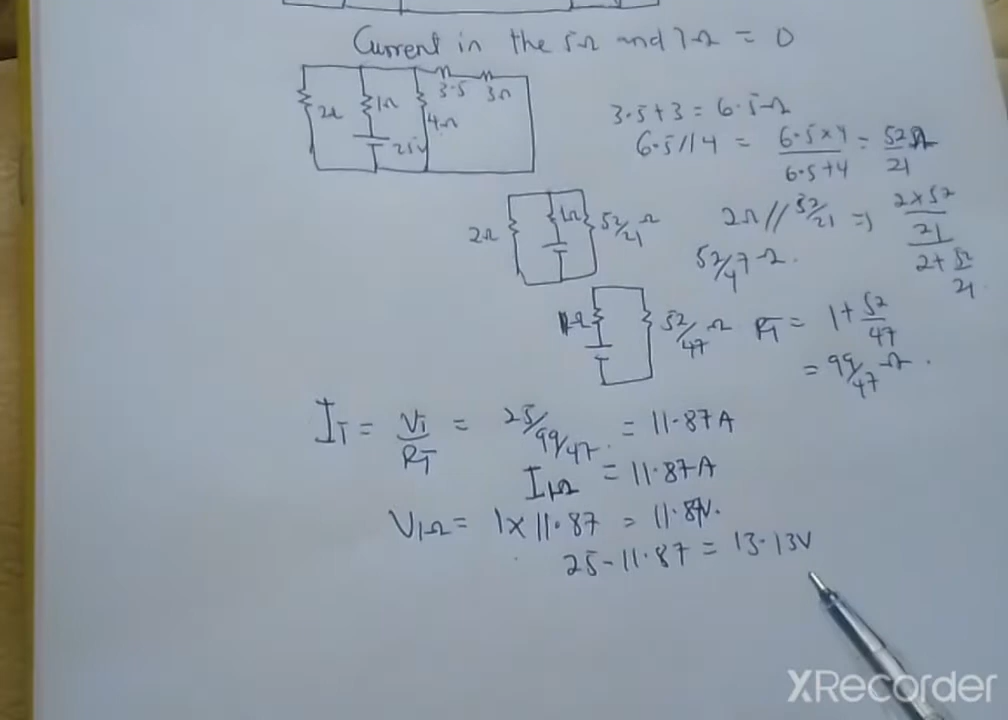 Current in the 5Ω and 7Ω = 0
2Ω 1Ω 25V 4Ω 3.5 3Ω
3.5+3 = 6.5Ω
6.5//4 = 6.5×4/6.5+4 = 52/21 Ω
2Ω 1Ω 52/21 Ω
2Ω // 52/21 => 2×52/21 / 2+52/21
52/47 Ω.
1Ω 52/47 Ω
RT = 1+52/47
= 99/47 Ω.
IT = VT/RT = 25/99/47. = 11.87A
I1Ω = 11.87A
V1Ω = 1×11.87 = 11.87V.
25-11.87 = 13.13V
XRecorder